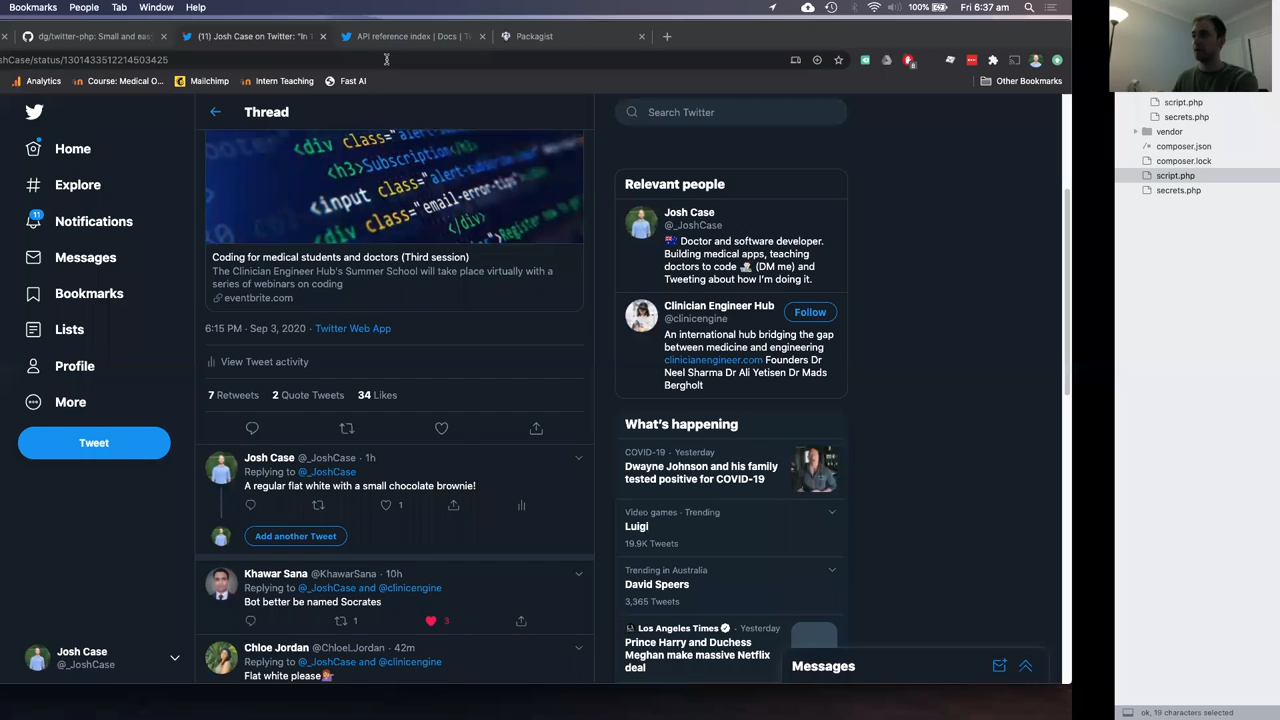 Bookmarks People Tab Window Help
100% Fri 6:37 am
dg/twitter-php: Small and eas
(11) Josh Case on Twitter: "In 1
API reference index | Docs | Tw
Packagist
shCase/status/1301433512214503425
Analytics
Course: Medical O...
Mailchimp
Intern Teaching
Fast AI
Other Bookmarks
Home
Explore
11
Notifications
Messages
Bookmarks
Lists
Profile
More
Tweet
Josh Case
@_JoshCase
Thread
<div class="alert
<h3>Subscription
<input class="alerte
<div class="email
</div>
Coding for medical students and doctors (Third session)
The Clinician Engineer Hub's Summer School will take place virtually with a
series of webinars on coding
eventbrite.com
6:15 PM · Sep 3, 2020 · Twitter Web App
View Tweet activity
7 Retweets 2 Quote Tweets 34 Likes
Josh Case @_JoshCase · 1h
Replying to @_JoshCase
A regular flat white with a small chocolate brownie!
1
Add another Tweet
Khawar Sana @KhawarSana · 10h
Replying to @_JoshCase and @clinicengine
Bot better be named Socrates
1 3
Chloe Jordan @ChloeLJordan · 42m
Replying to @_JoshCase and @clinicengine
Flat white please
Search Twitter
Relevant people
Josh Case
@_JoshCase
Doctor and software developer.
Building medical apps, teaching
doctors to code (DM me) and
Tweeting about how I'm doing it.
Clinician Engineer Hub
@clinicengine
Follow
An international hub bridging the gap
between medicine and engineering
clinicianengineer.com Founders Dr
Neel Sharma Dr Ali Yetisen Dr Mads
Bergholt
What's happening
COVID-19 · Yesterday
Dwayne Johnson and his family
tested positive for COVID-19
Video games · Trending
Luigi
19.9K Tweets
Trending in Australia
David Speers
3,365 Tweets
Los Angeles Times · Yesterday
Prince Harry and Duchess
Meghan make massive Netflix
deal
Messages
script.php
secrets.php
vendor
composer.json
composer.lock
script.php
secrets.php
ok, 19 characters selected